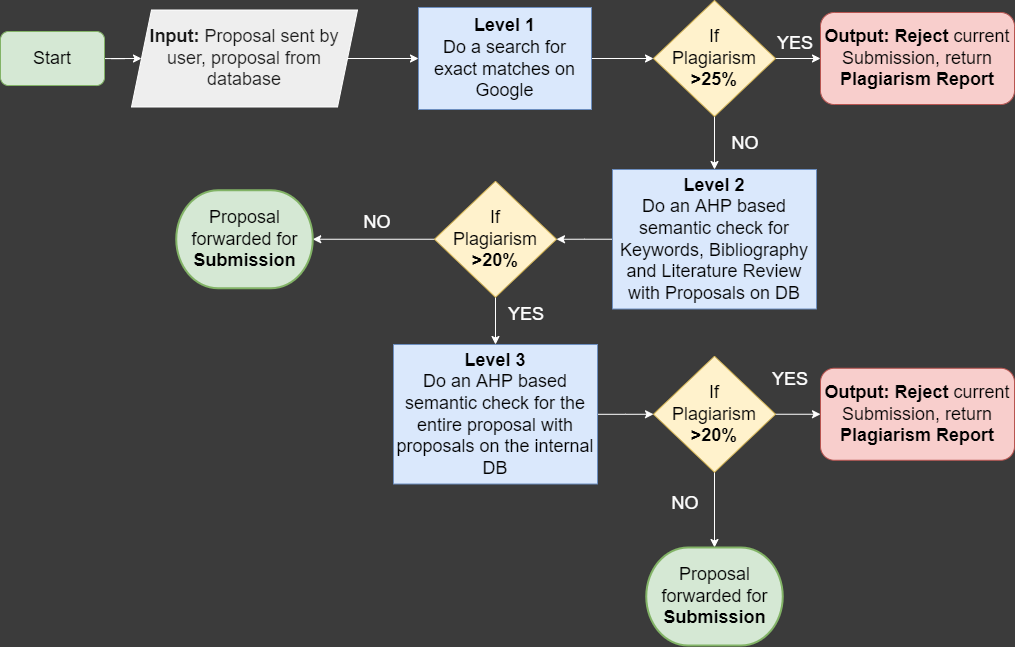 Start
Input: Proposal sent by
user, proposal from
database
Level 1
Do a search for
exact matches on
Google
If
Plagiarism
>25%
YES
Output: Reject current
Submission, return
Plagiarism Report
NO
Level 2
Do an AHP based
semantic check for
Keywords, Bibliography
and Literature Review
with Proposals on DB
If
Plagiarism
>20%
NO
Proposal
forwarded for
Submission
YES
Level 3
Do an AHP based
semantic check for the
entire proposal with
proposals on the internal
DB
If
Plagiarism
>20%
YES
Output: Reject current
Submission, return
Plagiarism Report
NO
Proposal
forwarded for
Submission